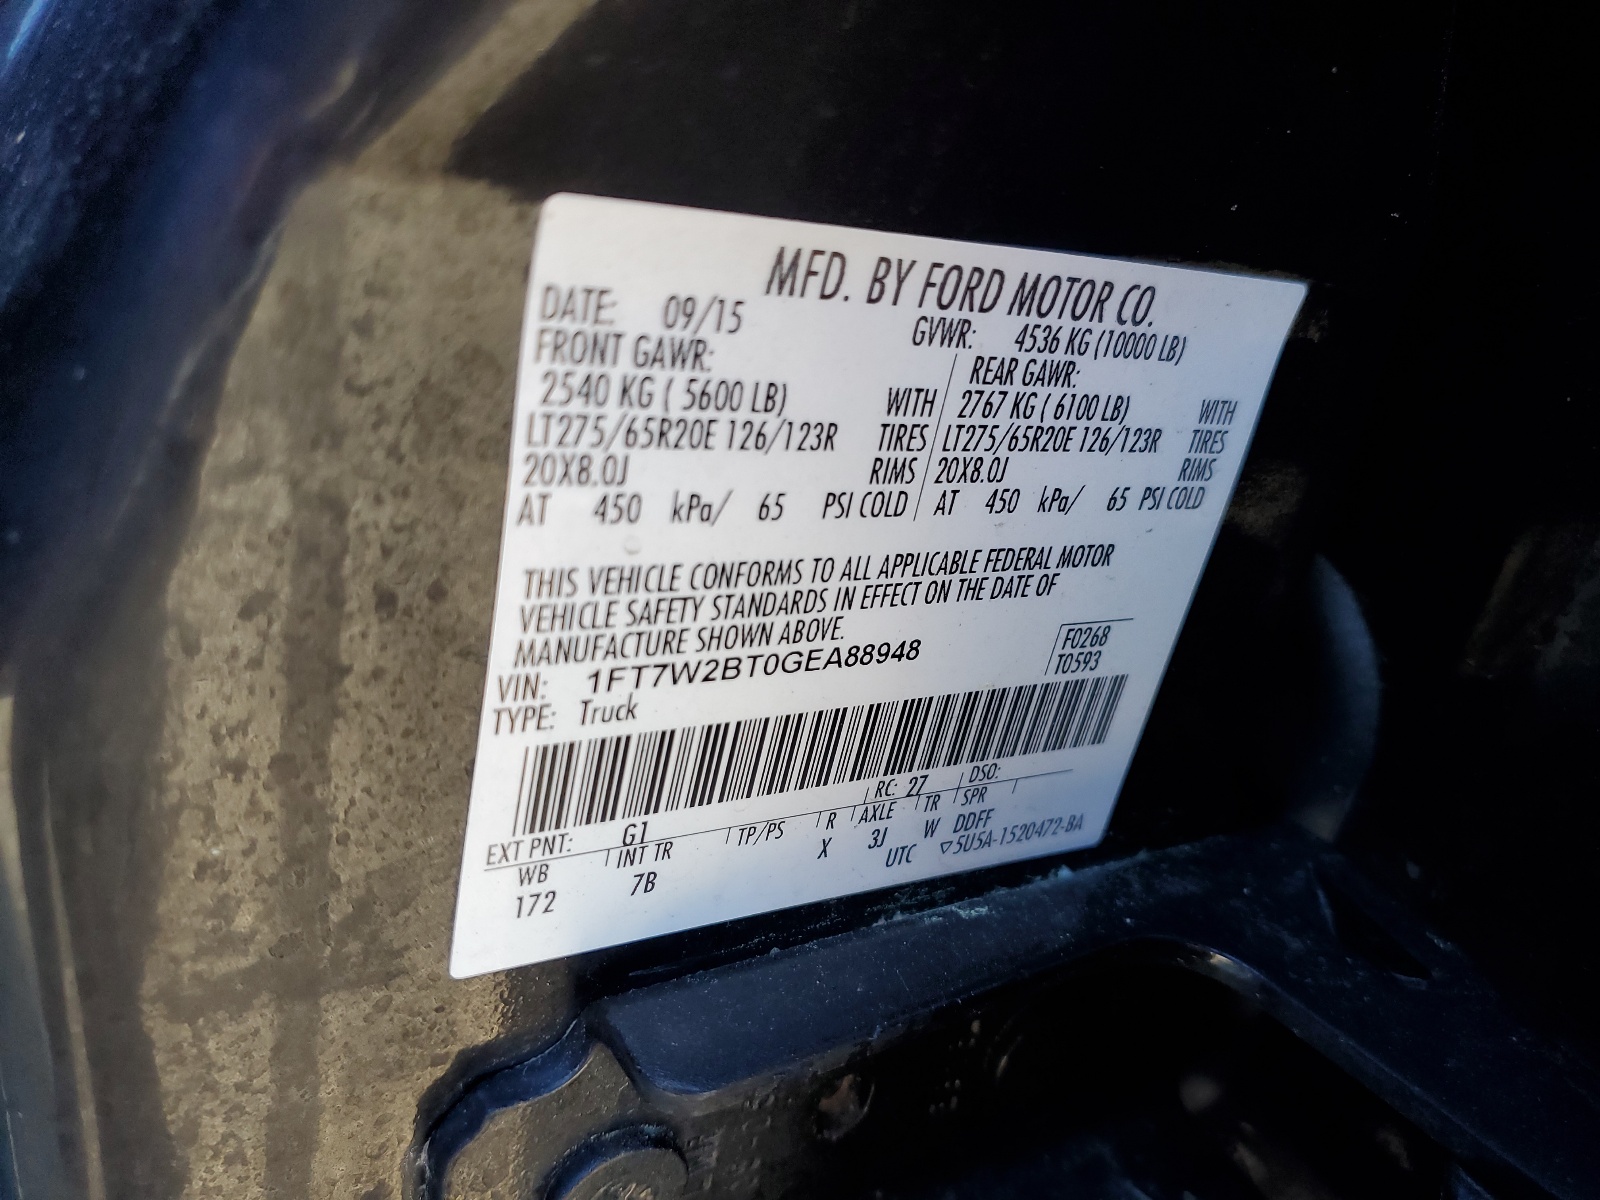 MFD. BY FORD MOTOR CO.
DATE: 09/15 GVWR: 4536 KG (10000 LB)
FRONT GAWR: REAR GAWR:
2540 KG ( 5600 LB) WITH 2767 KG ( 6100 LB) WITH
LT275/65R20E 126/123R TIRES LT275/65R20E 126/123R TIRES
20X8.0J RIMS 20X8.0J RIMS
AT 450 kPa/ 65 PSI COLD AT 450 kPa/ 65 PSI COLD
THIS VEHICLE CONFORMS TO ALL APPLICABLE FEDERAL MOTOR
VEHICLE SAFETY STANDARDS IN EFFECT ON THE DATE OF
MANUFACTURE SHOWN ABOVE.
VIN: 1FT7W2BT0GEA88948 F0268
TYPE: Truck T0593
EXT PNT: G1 RC: 27 DSO:
WB INT TR TP/PS R AXLE TR SPR
172 7B X 3J W DDFF
UTC ▽5U5A-1520472-BA